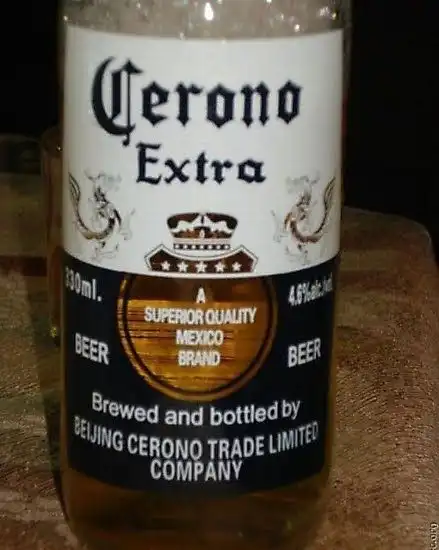 Cerono
Extra
330ml.
4.6%alc./vol.
A
SUPERIOR QUALITY
MEXICO
BRAND
BEER
BEER
Brewed and bottled by
BEIJING CERONO TRADE LIMITED
COMPANY